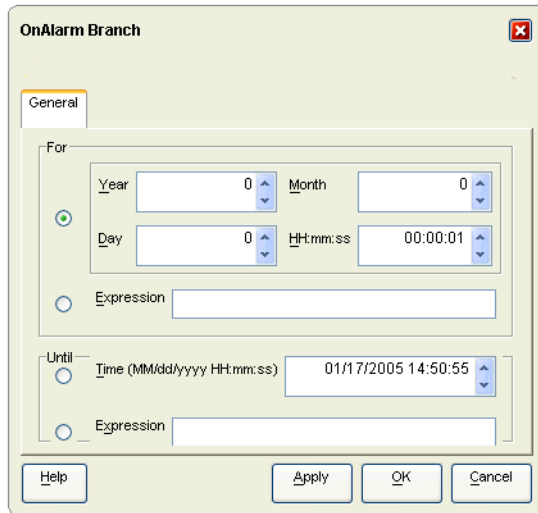 OnAlarm Branch
General
For
Year 0 Month 0
Day 0 HH:mm:ss 00:00:01
Expression
Until
Time (MM/dd/yyyy HH:mm:ss) 01/17/2005 14:50:55
Expression
Help Apply OK Cancel